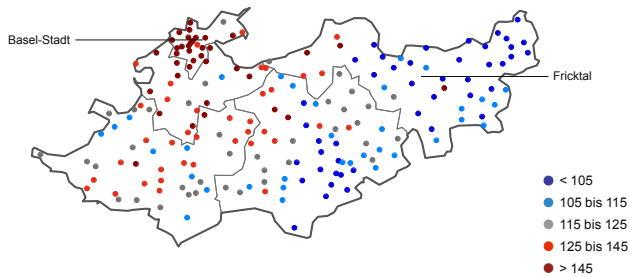 Basel-Stadt
Fricktal
< 105
105 bis 115
115 bis 125
125 bis 145
> 145